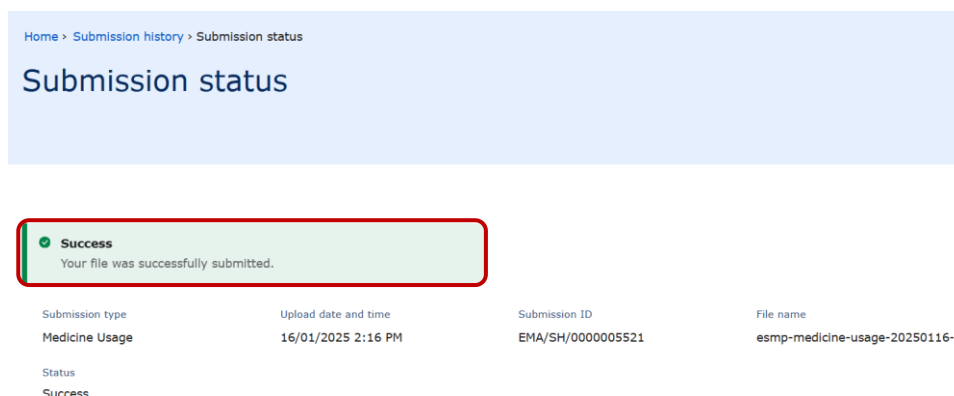 Home › Submission history › Submission status
Submission status
Success
Your file was successfully submitted.
Submission type
Upload date and time
Submission ID
File name
Medicine Usage
16/01/2025 2:16 PM
EMA/SH/0000005521
esmp-medicine-usage-20250116-
Status
Success